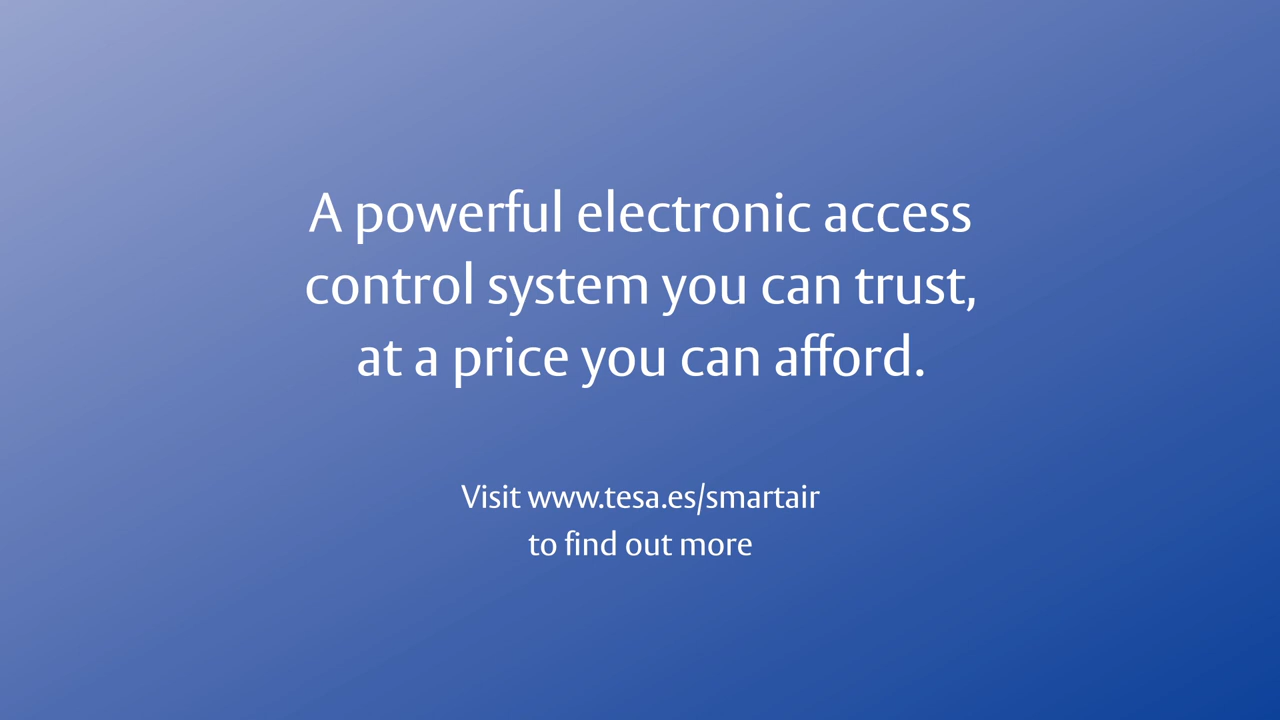 A powerful electronic access
control system you can trust,
at a price you can afford.
Visit www.tesa.es/smartair
to find out more